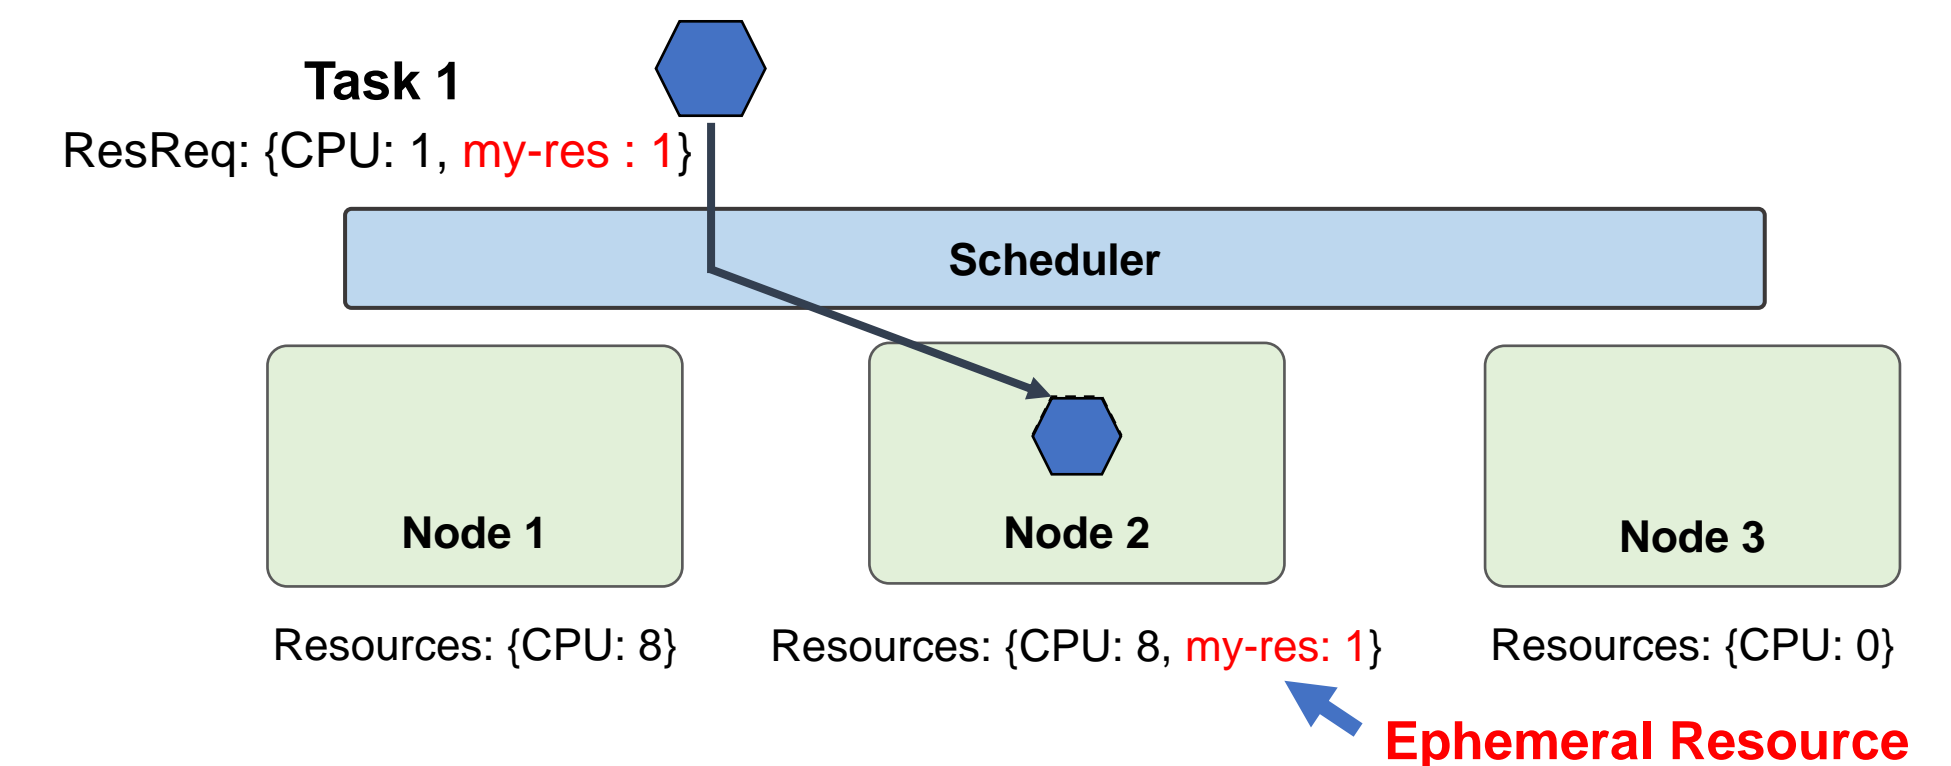 Task 1
ResReq: {CPU: 1, my-res : 1}
Scheduler
Node 1
Node 2
Node 3
Resources: {CPU: 8}
Resources: {CPU: 8, my-res: 1}
Resources: {CPU: 0}
Ephemeral Resource